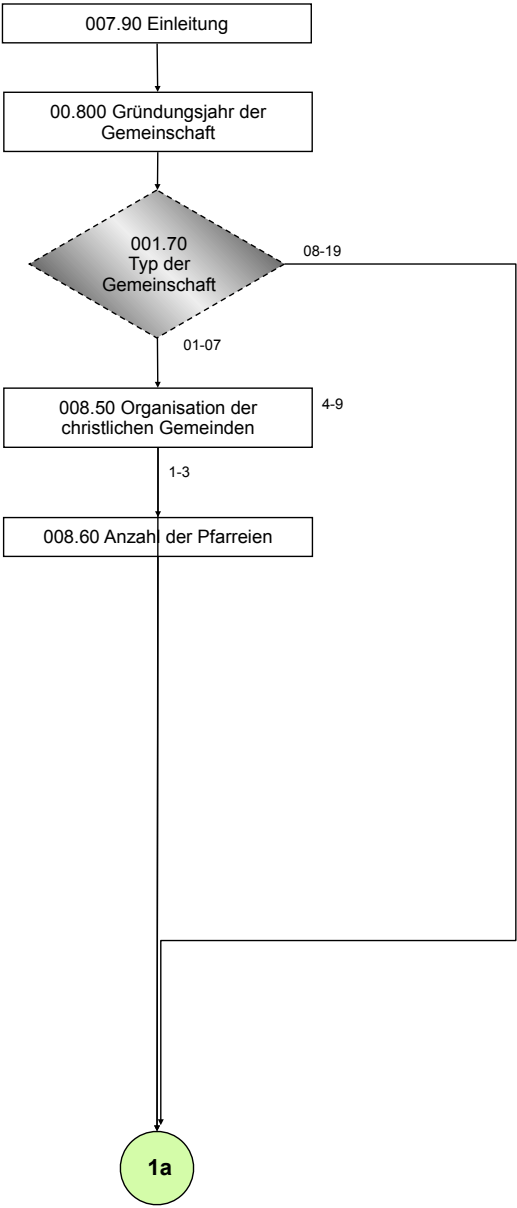 007.90 Einleitung
00.800 Gründungsjahr der
Gemeinschaft
001.70
Typ der
Gemeinschaft
08-19
01-07
008.50 Organisation der
christlichen Gemeinden
4-9
1-3
008.60 Anzahl der Pfarreien
1a